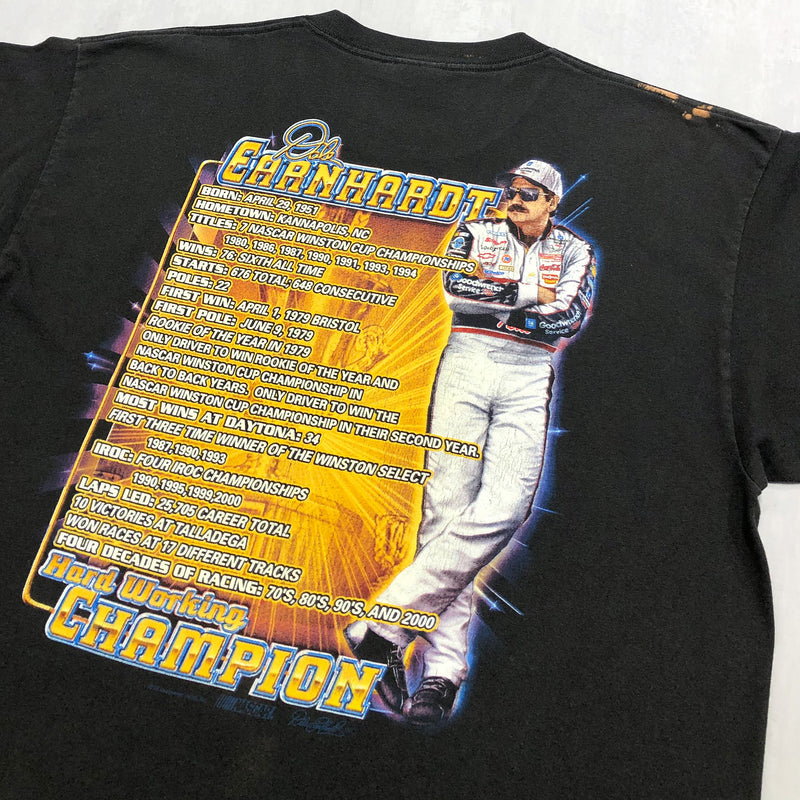 Dale
EARNHARDT
BORN: APRIL 29, 1951
HOMETOWN: KANNAPOLIS, NC
TITLES: 7 NASCAR WINSTON CUP CHAMPIONSHIPS
1980, 1986, 1987, 1990, 1991, 1993, 1994
WINS: 76: SIXTH ALL TIME
STARTS: 676 TOTAL; 648 CONSECUTIVE
POLES: 22
FIRST WIN: APRIL 1, 1979 BRISTOL
FIRST POLE: JUNE 9, 1979
ROOKIE OF THE YEAR IN 1979
ONLY DRIVER TO WIN ROOKIE OF THE YEAR AND
NASCAR WINSTON CUP CHAMPIONSHIP IN
BACK TO BACK YEARS. ONLY DRIVER TO WIN THE
NASCAR WINSTON CUP CHAMPIONSHIP IN THEIR SECOND YEAR.
MOST WINS AT DAYTONA: 34
FIRST THREE TIME WINNER OF THE WINSTON SELECT
1987,1990,1993
IROC: FOUR IROC CHAMPIONSHIPS
1990,1995,1999,2000
LAPS LED: 25,705 CAREER TOTAL
10 VICTORIES AT TALLADEGA
WON RACES AT 17 DIFFERENT TRACKS
FOUR DECADES OF RACING: 70'S, 80'S, 90'S, AND 2000
Hard Working
CHAMPION
Goodwrench
Service
Goodwrench
Service
Coca-Cola